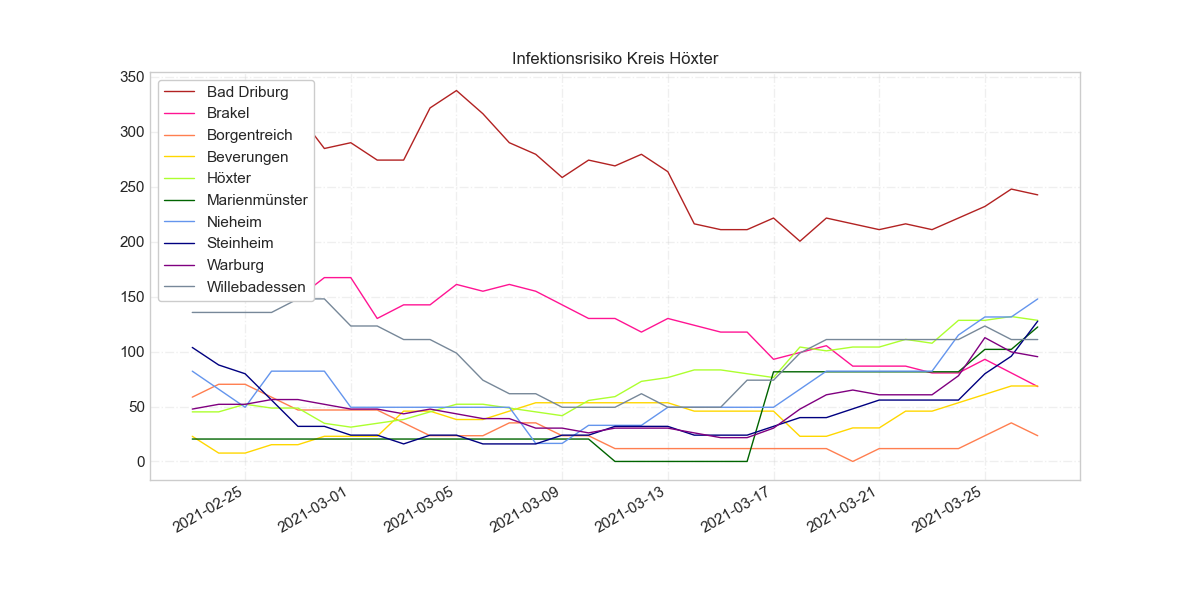 Infektionsrisiko Kreis Höxter
350
300
250
200
150
100
50
0
Bad Driburg
Brakel
Borgentreich
Beverungen
Höxter
Marienmünster
Nieheim
Steinheim
Warburg
Willebadessen
2021-02-25
2021-03-01
2021-03-05
2021-03-09
2021-03-13
2021-03-17
2021-03-21
2021-03-25